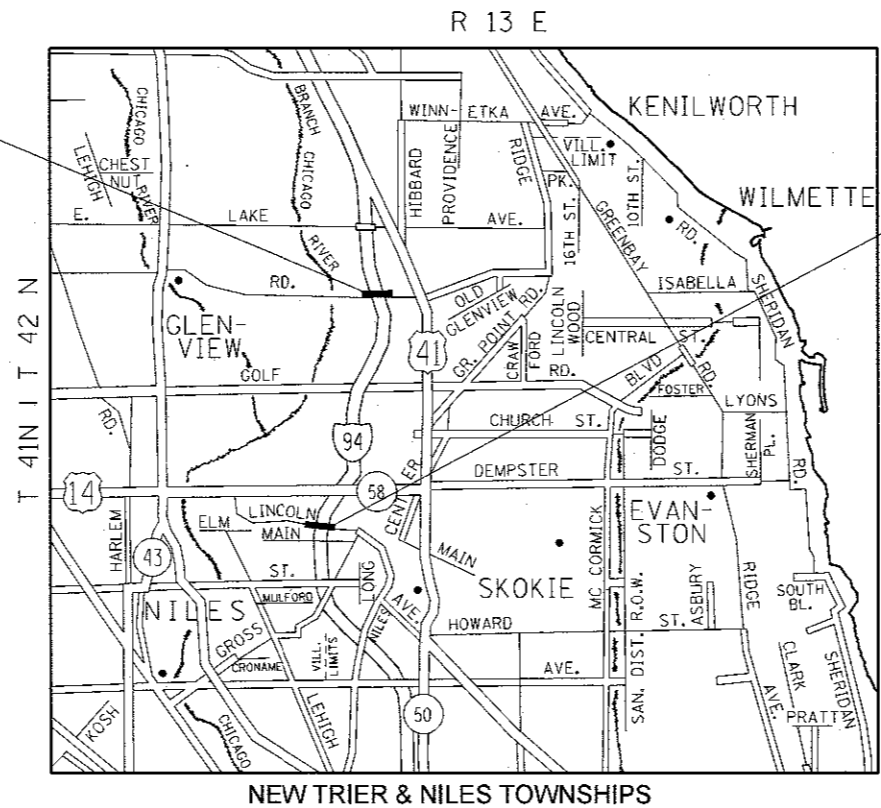 R 13 E
T 41N | T 42 N
CHICAGO
RIVER
LEHIGH
CHEST
NUT
BRANCH
CHICAGO
RIVER
WINN-ETKA AVE.
KENILWORTH
HIBBARD
PROVIDENCE
RIDGE
VILL.
LIMIT
PK.
16TH ST.
10TH ST.
GREENBAY
RD.
WILMETTE
E. LAKE AVE.
RD.
OLD
GLENVIEW
RD.
ISABELLA
SHERIDAN
RD.
GLEN-
VIEW
41
GR. POINT
CRAW
FORD
LINCOLN
WOOD
CENTRAL ST.
BLVD
RD.
GOLF RD.
FOSTER
LYONS
RD.
94
CHURCH ST.
DODGE
SHERMAN
PL.
CENTER
DEMPSTER ST.
14
58
HARLEM
LINCOLN
ELM
MAIN
MAIN
EVAN-
STON
MC CORMICK
43
ST.
LONG
SKOKIE
ASBURY
RIDGE
AVE.
SOUTH
BL.
NILES
MULFORD
GROSS
AVE.
NILES
HOWARD ST.
SAN. DIST. R.O.W.
CRONAME
VILL.
LIMITS
AVE.
CLARK
SHERIDAN
PRATT
KOSH
CHICAGO
LEHIGH
50
NEW TRIER & NILES TOWNSHIPS